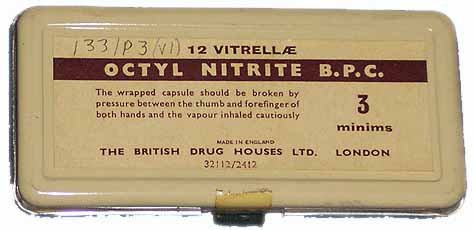 133/P3(VI) 12 VITRELLÆ
OCTYL NITRITE B.P.C.
The wrapped capsule should be broken by
pressure between the thumb and forefinger of
both hands and the vapour inhaled cautiously
3
minims
MADE IN ENGLAND
THE BRITISH DRUG HOUSES LTD. LONDON
32112/2412